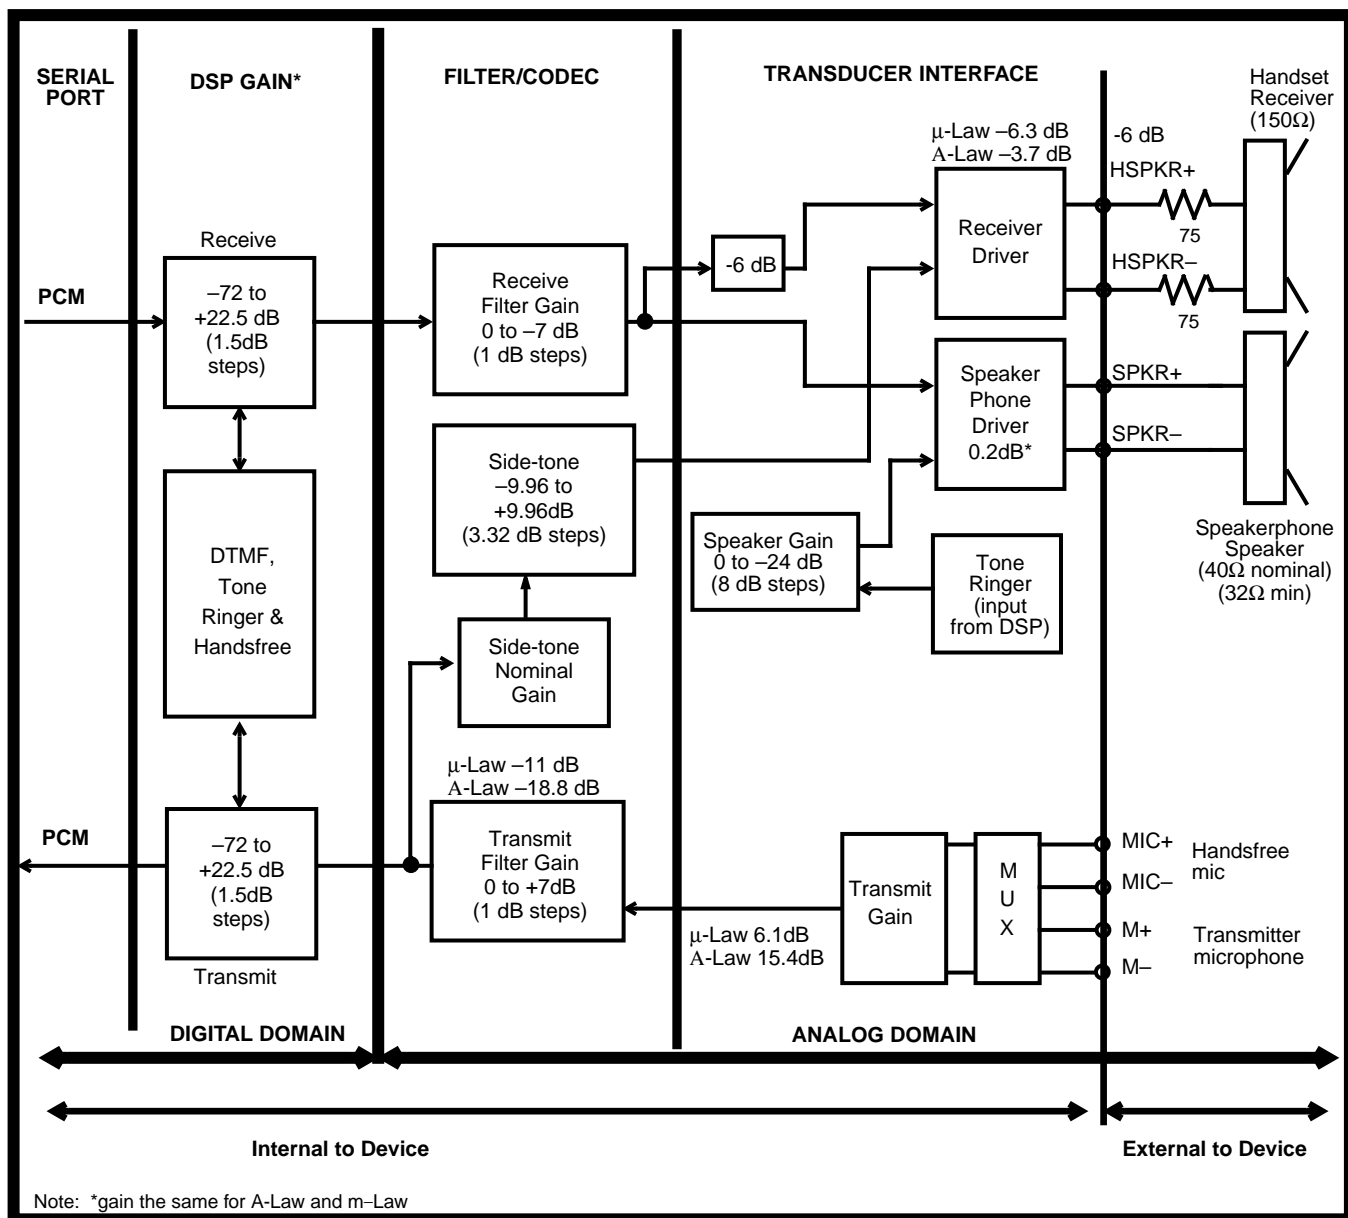 SERIAL
PORT
DSP GAIN*
FILTER/CODEC
TRANSDUCER INTERFACE
Handset
Receiver
(150Ω)
μ-Law –6.3 dB
A-Law –3.7 dB
-6 dB
HSPKR+
75
HSPKR–
75
Receive
PCM
–72 to
+22.5 dB
(1.5dB
steps)
Receive
Filter Gain
0 to –7 dB
(1 dB steps)
-6 dB
Receiver
Driver
Speaker
Phone
Driver
0.2dB*
SPKR+
SPKR–
Speakerphone
Speaker
(40Ω nominal)
(32Ω min)
Side-tone
–9.96 to
+9.96dB
(3.32 dB steps)
Speaker Gain
0 to –24 dB
(8 dB steps)
Tone
Ringer
(input
from DSP)
DTMF,
Tone
Ringer &
Handsfree
Side-tone
Nominal
Gain
μ-Law –11 dB
A-Law –18.8 dB
PCM
–72 to
+22.5 dB
(1.5dB
steps)
Transmit
Transmit
Filter Gain
0 to +7dB
(1 dB steps)
μ-Law 6.1dB
A-Law 15.4dB
Transmit
Gain
M
U
X
MIC+
MIC–
M+
M–
Handsfree
mic
Transmitter
microphone
DIGITAL DOMAIN
ANALOG DOMAIN
Internal to Device
External to Device
Note: *gain the same for A-Law and m–Law